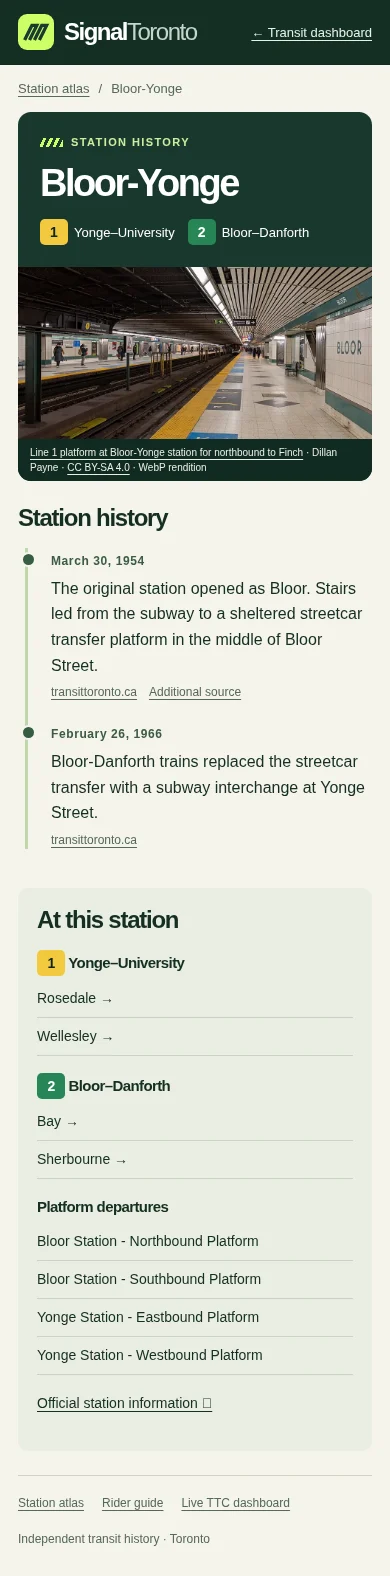 SignalToronto
← Transit dashboard
Station atlas / Bloor-Yonge
STATION HISTORY
Bloor-Yonge
1 Yonge–University 2 Bloor–Danforth
BLOOR
Line 1 platform at Bloor-Yonge station for northbound to Finch · Dillan
Payne · CC BY-SA 4.0 · WebP rendition
Station history
March 30, 1954
The original station opened as Bloor. Stairs
led from the subway to a sheltered streetcar
transfer platform in the middle of Bloor
Street.
transittoronto.ca Additional source
February 26, 1966
Bloor-Danforth trains replaced the streetcar
transfer with a subway interchange at Yonge
Street.
transittoronto.ca
At this station
1 Yonge–University
Rosedale →
Wellesley →
2 Bloor–Danforth
Bay →
Sherbourne →
Platform departures
Bloor Station - Northbound Platform
Bloor Station - Southbound Platform
Yonge Station - Eastbound Platform
Yonge Station - Westbound Platform
Official station information
Station atlas Rider guide Live TTC dashboard
Independent transit history · Toronto